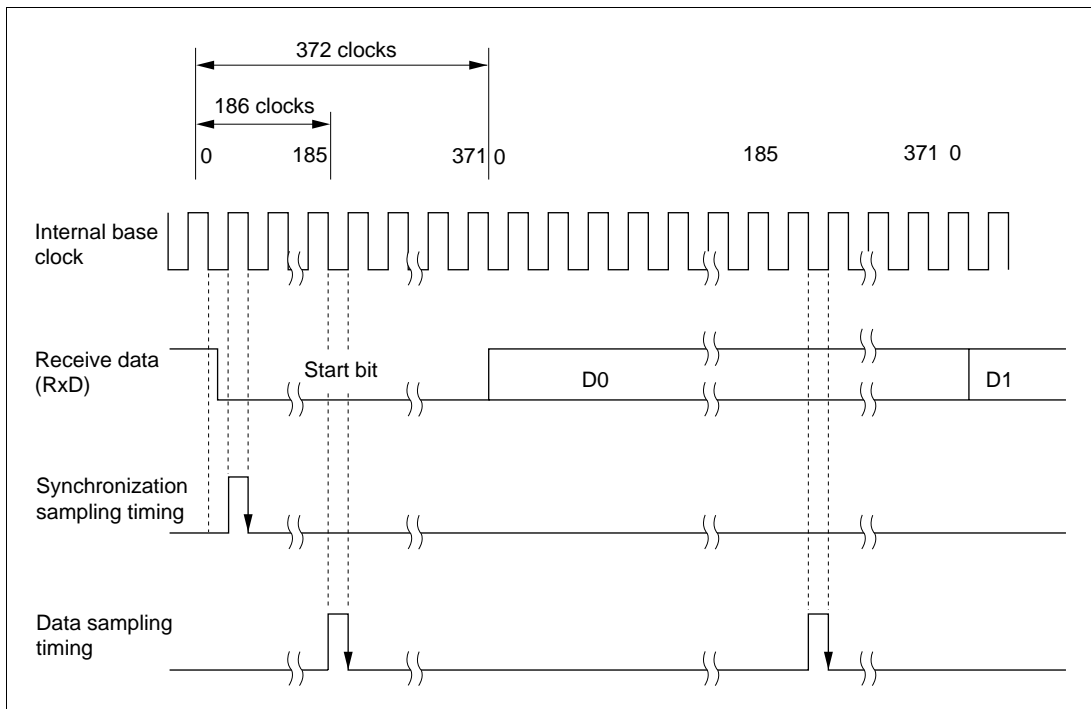 372 clocks
186 clocks
0 185 371 0 185 371 0
Internal base
clock
Receive data
(RxD)
Start bit
D0
D1
Synchronization
sampling timing
Data sampling
timing